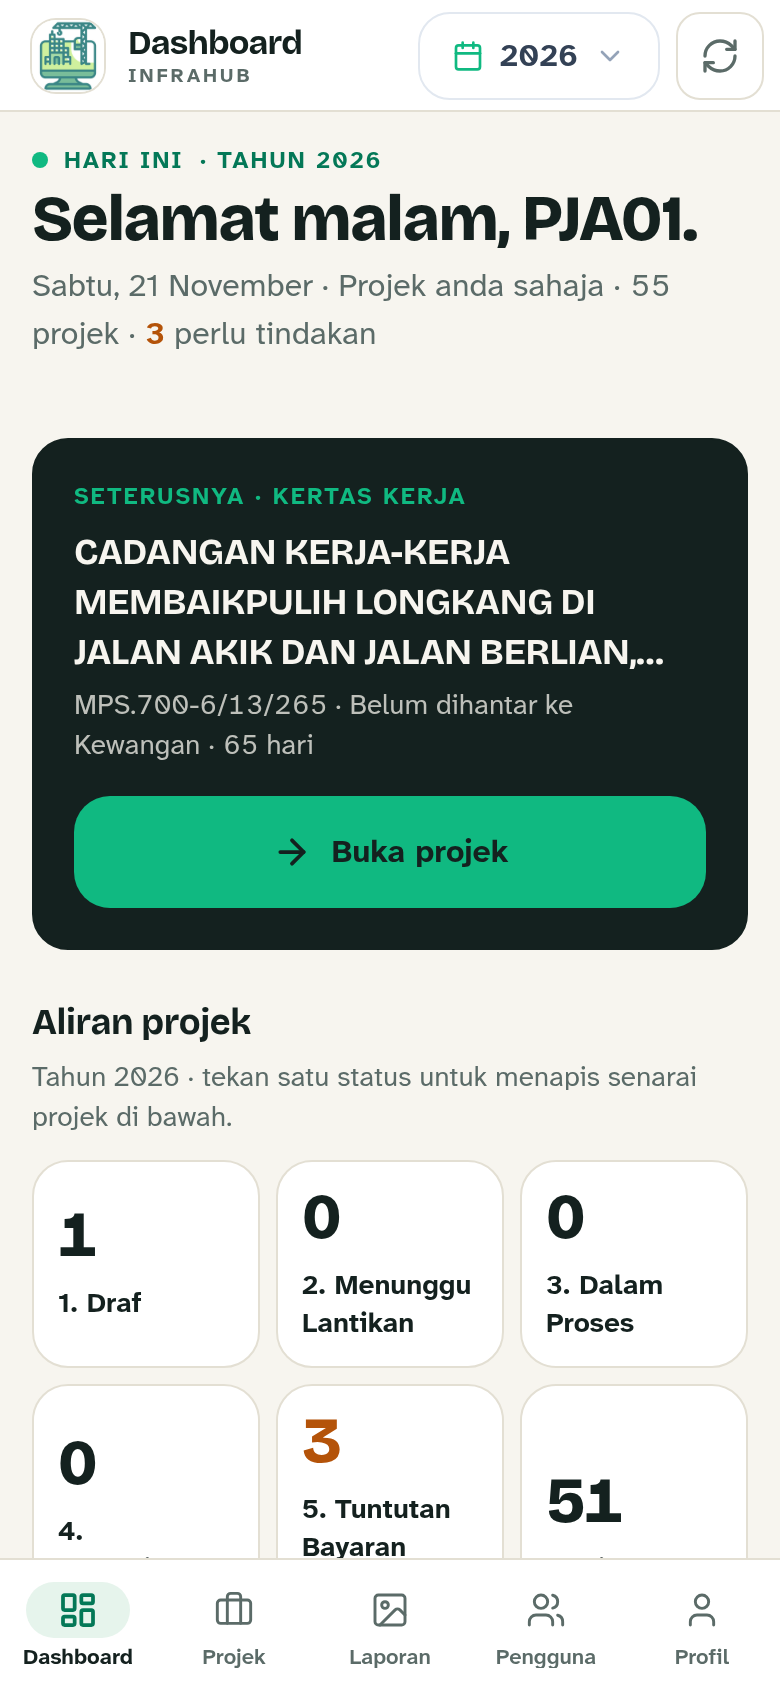 Dashboard
INFRAHUB
2026
HARI INI · TAHUN 2026
Selamat malam, PJA01.
Sabtu, 21 November · Projek anda sahaja · 55
projek · 3 perlu tindakan
SETERUSNYA · KERTAS KERJA
CADANGAN KERJA-KERJA
MEMBAIKPULIH LONGKANG DI
JALAN AKIK DAN JALAN BERLIAN,...
MPS.700-6/13/265 · Belum dihantar ke
Kewangan · 65 hari
Buka projek
Aliran projek
Tahun 2026 · tekan satu status untuk menapis senarai
projek di bawah.
1
1. Draf
0
2. Menunggu
Lantikan
0
3. Dalam
Proses
0
4.
3
5. Tuntutan
Bayaran
51
Dashboard
Projek
Laporan
Pengguna
Profil